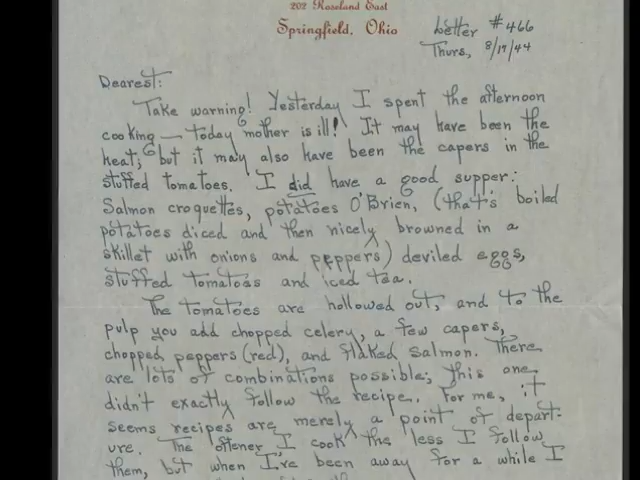 202 Roseland East
Springfield, Ohio
Letter #466
Thurs, 8/17/44
Dearest:
Take warning! Yesterday I spent the afternoon
cooking — today mother is ill! It may have been the
heat; but it may also have been the capers in the
stuffed tomatoes. I did have a good supper:
Salmon croquettes, potatoes O'Brien, (that's boiled
potatoes diced and then nicely browned in a
skillet with onions and peppers) deviled eggs,
stuffed tomatoes and iced tea.
The tomatoes are hollowed out, and to the
pulp you add chopped celery, a few capers,
chopped peppers (red), and flaked salmon. There
are lots of combinations possible; this one
didn't exactly follow the recipe. For me, it
seems recipes are merely a point of depart-
ure. The oftener I cook the less I follow
them, but when I've been away for a while I